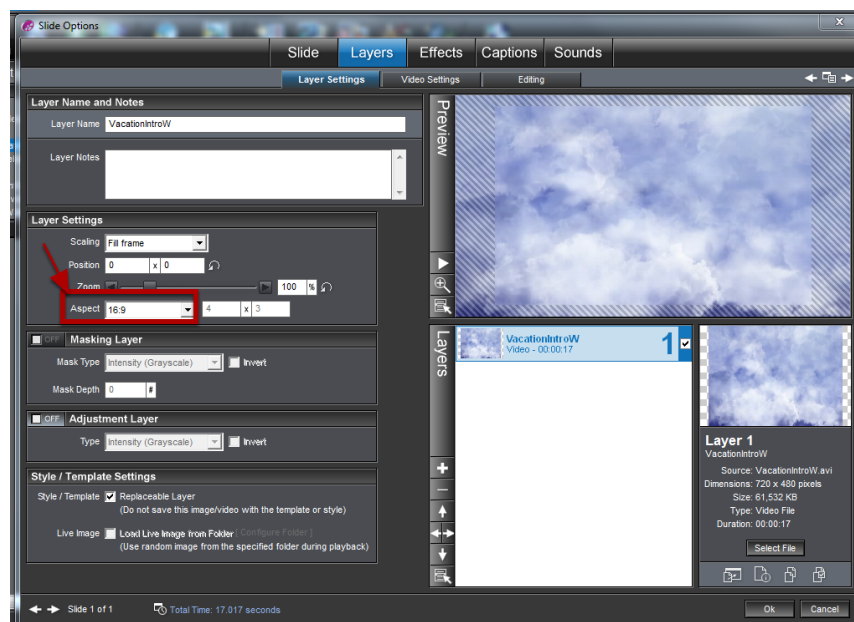 Slide Options
Slide Layers Effects Captions Sounds
Layer Settings Video Settings Editing
Layer Name and Notes
Layer Name VacationIntroW
Layer Notes
Layer Settings
Scaling Fill frame
Position 0 x 0
Zoom 100 %
Aspect 16:9 4 x 3
OFF Masking Layer
Mask Type Intensity (Grayscale) Invert
Mask Depth 0 #
OFF Adjustment Layer
Type Intensity (Grayscale) Invert
Style / Template Settings
Style / Template Replaceable Layer
(Do not save this image/video with the template or style)
Live Image Load Live Image from Folder [ Configure Folder ]
(Use random image from the specified folder during playback)
Preview
Layers
VacationIntroW
Video - 00:00:17
1
Layer 1
VacationIntroW
Source: VacationIntroW.avi
Dimensions: 720 x 480 pixels
Size: 61,532 KB
Type: Video File
Duration: 00:00:17
Select File
Slide 1 of 1 Total Time: 17.017 seconds
Ok Cancel